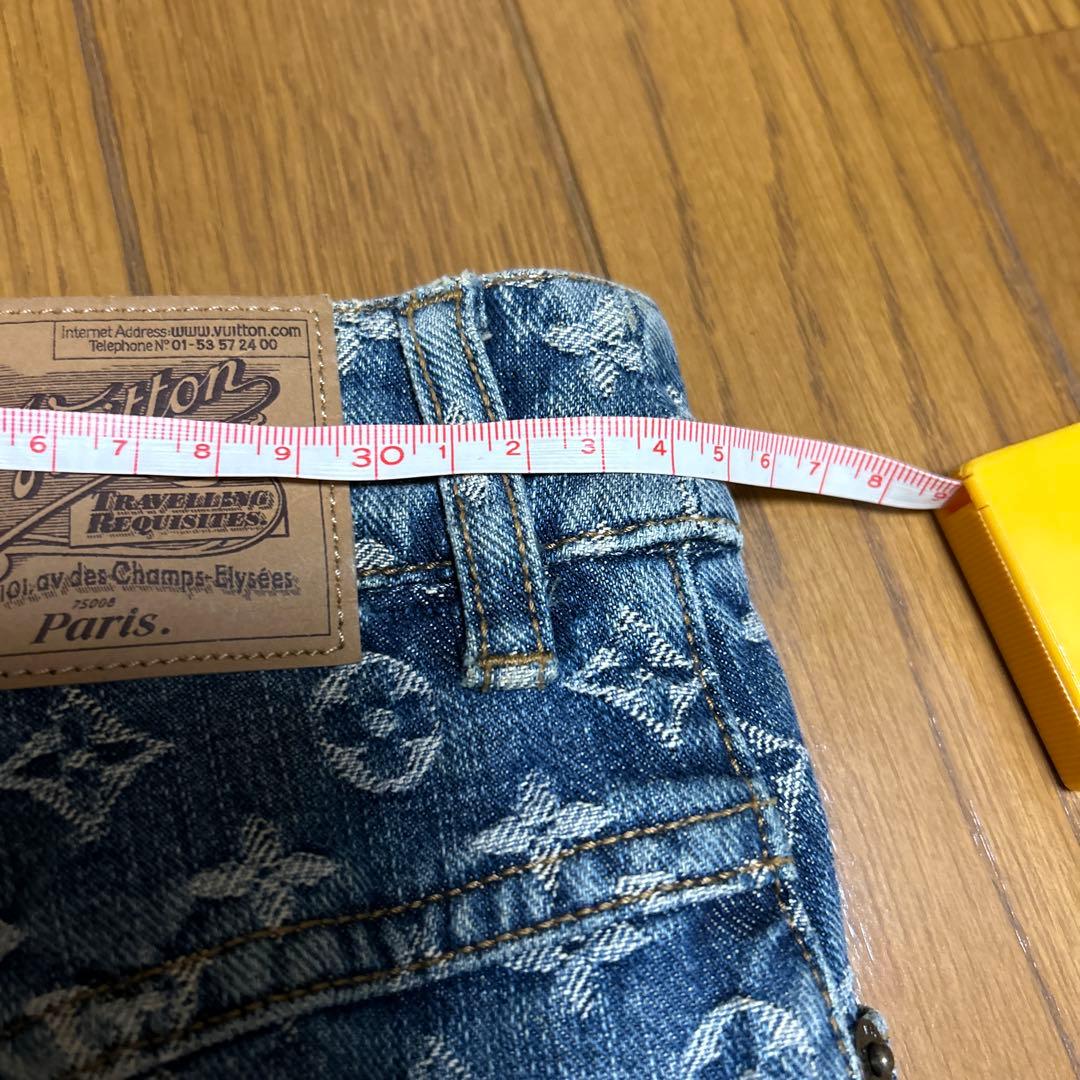 Internet Address:www.vuitton.com
Telephone N° 01-53 57 24 00
Vuitton
6 7 8 9 30 1 2 3 4 5 6 7 8 9
TRAVELLING
REQUISITES.
101, av des Champs-Elysées
75008
Paris.